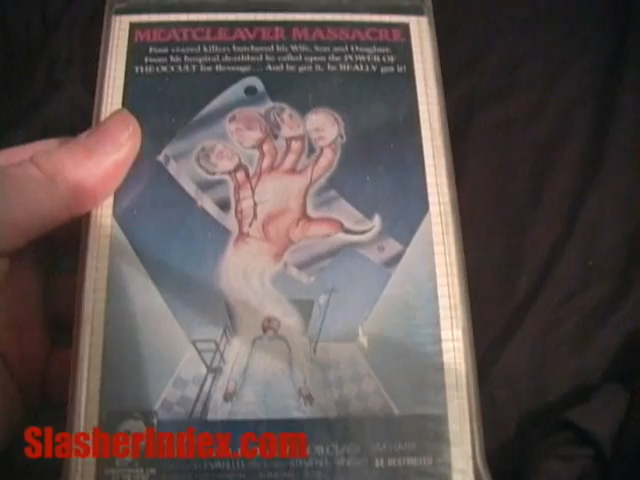 MEATCLEAVER MASSACRE
Four crazed killers butchered his Wife, Son and Daughter.
From his hospital deathbed he called upon the POWER OF
THE OCCULT for Revenge... And he got it, he REALLY got it!
SlasherIndex.com